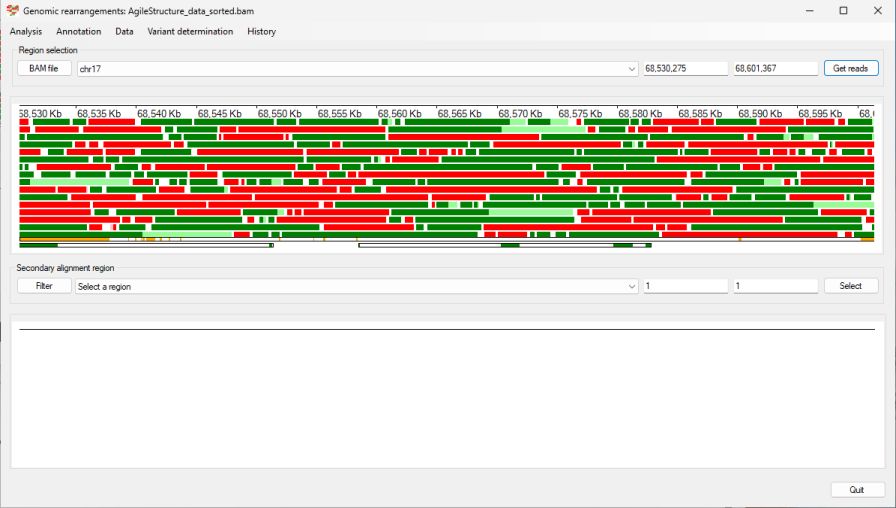 Genomic rearrangements: AgileStructure_data_sorted.bam
Analysis Annotation Data Variant determination History
Region selection
BAM file chr17 68,530,275 68,601,367 Get reads
68,530 Kb 68,535 Kb 68,540 Kb 68,545 Kb 68,550 Kb 68,555 Kb 68,560 Kb 68,565 Kb 68,570 Kb 68,575 Kb 68,580 Kb 68,585 Kb 68,590 Kb 68,595 Kb 68,
Secondary alignment region
Filter Select a region 1 1 Select
Quit